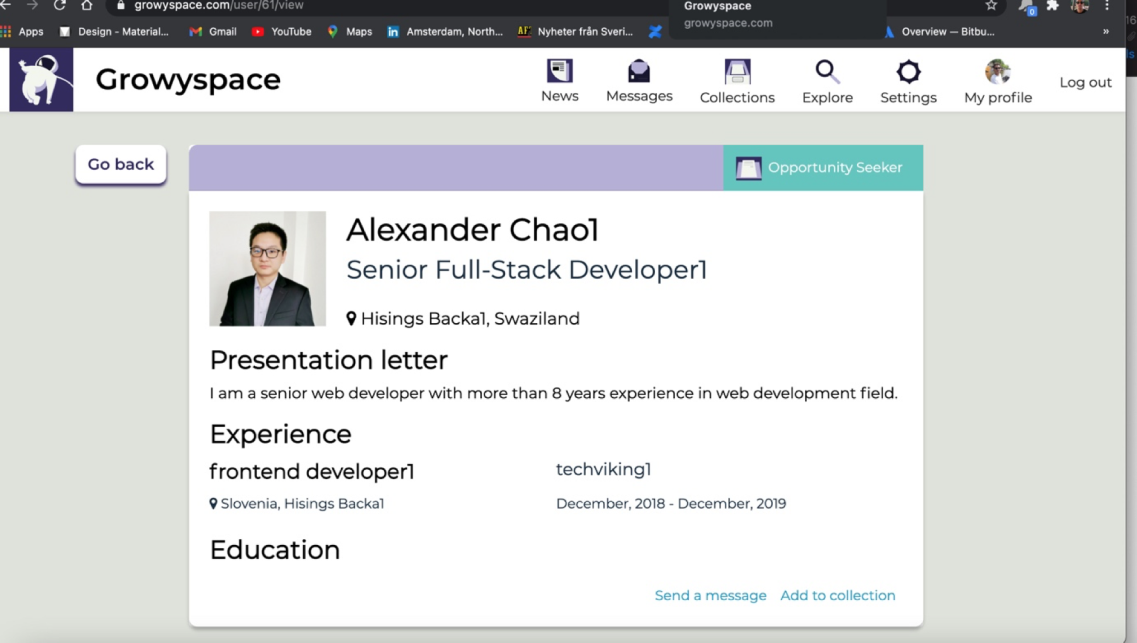 Growyspace
growyspace.com
growyspace.com/user/61/view
Apps
Design - Material...
Gmail
YouTube
Maps
Amsterdam, North...
Nyheter från Sveri...
Overview — Bitbu...
»
Growyspace
News
Messages
Collections
Explore
Settings
My profile
Log out
Go back
Opportunity Seeker
Alexander Chao1
Senior Full-Stack Developer1
Hisings Backa1, Swaziland
Presentation letter
I am a senior web developer with more than 8 years experience in web development field.
Experience
frontend developer1
techviking1
Slovenia, Hisings Backa1
December, 2018 - December, 2019
Education
Send a message
Add to collection